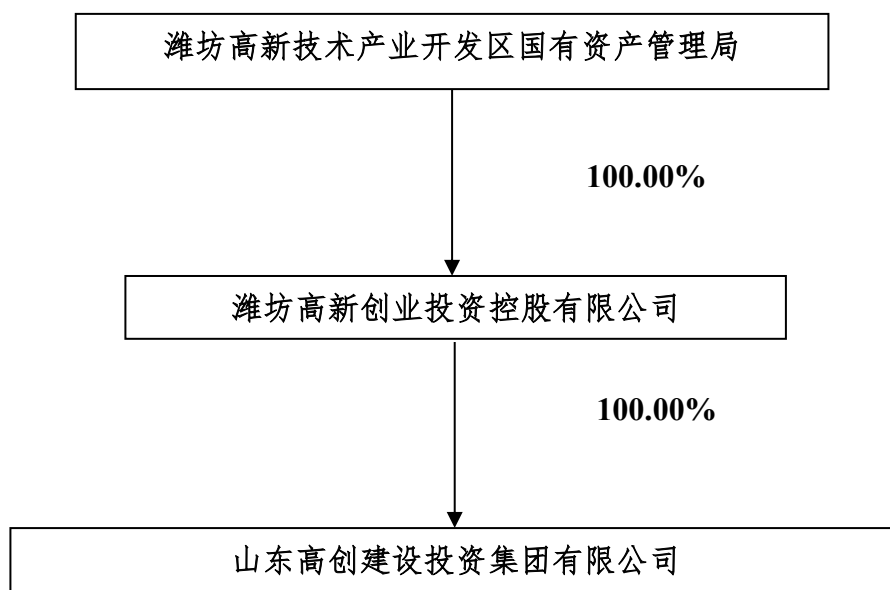 潍坊高新技术产业开发区国有资产管理局
100.00%
潍坊高新创业投资控股有限公司
100.00%
山东高创建设投资集团有限公司